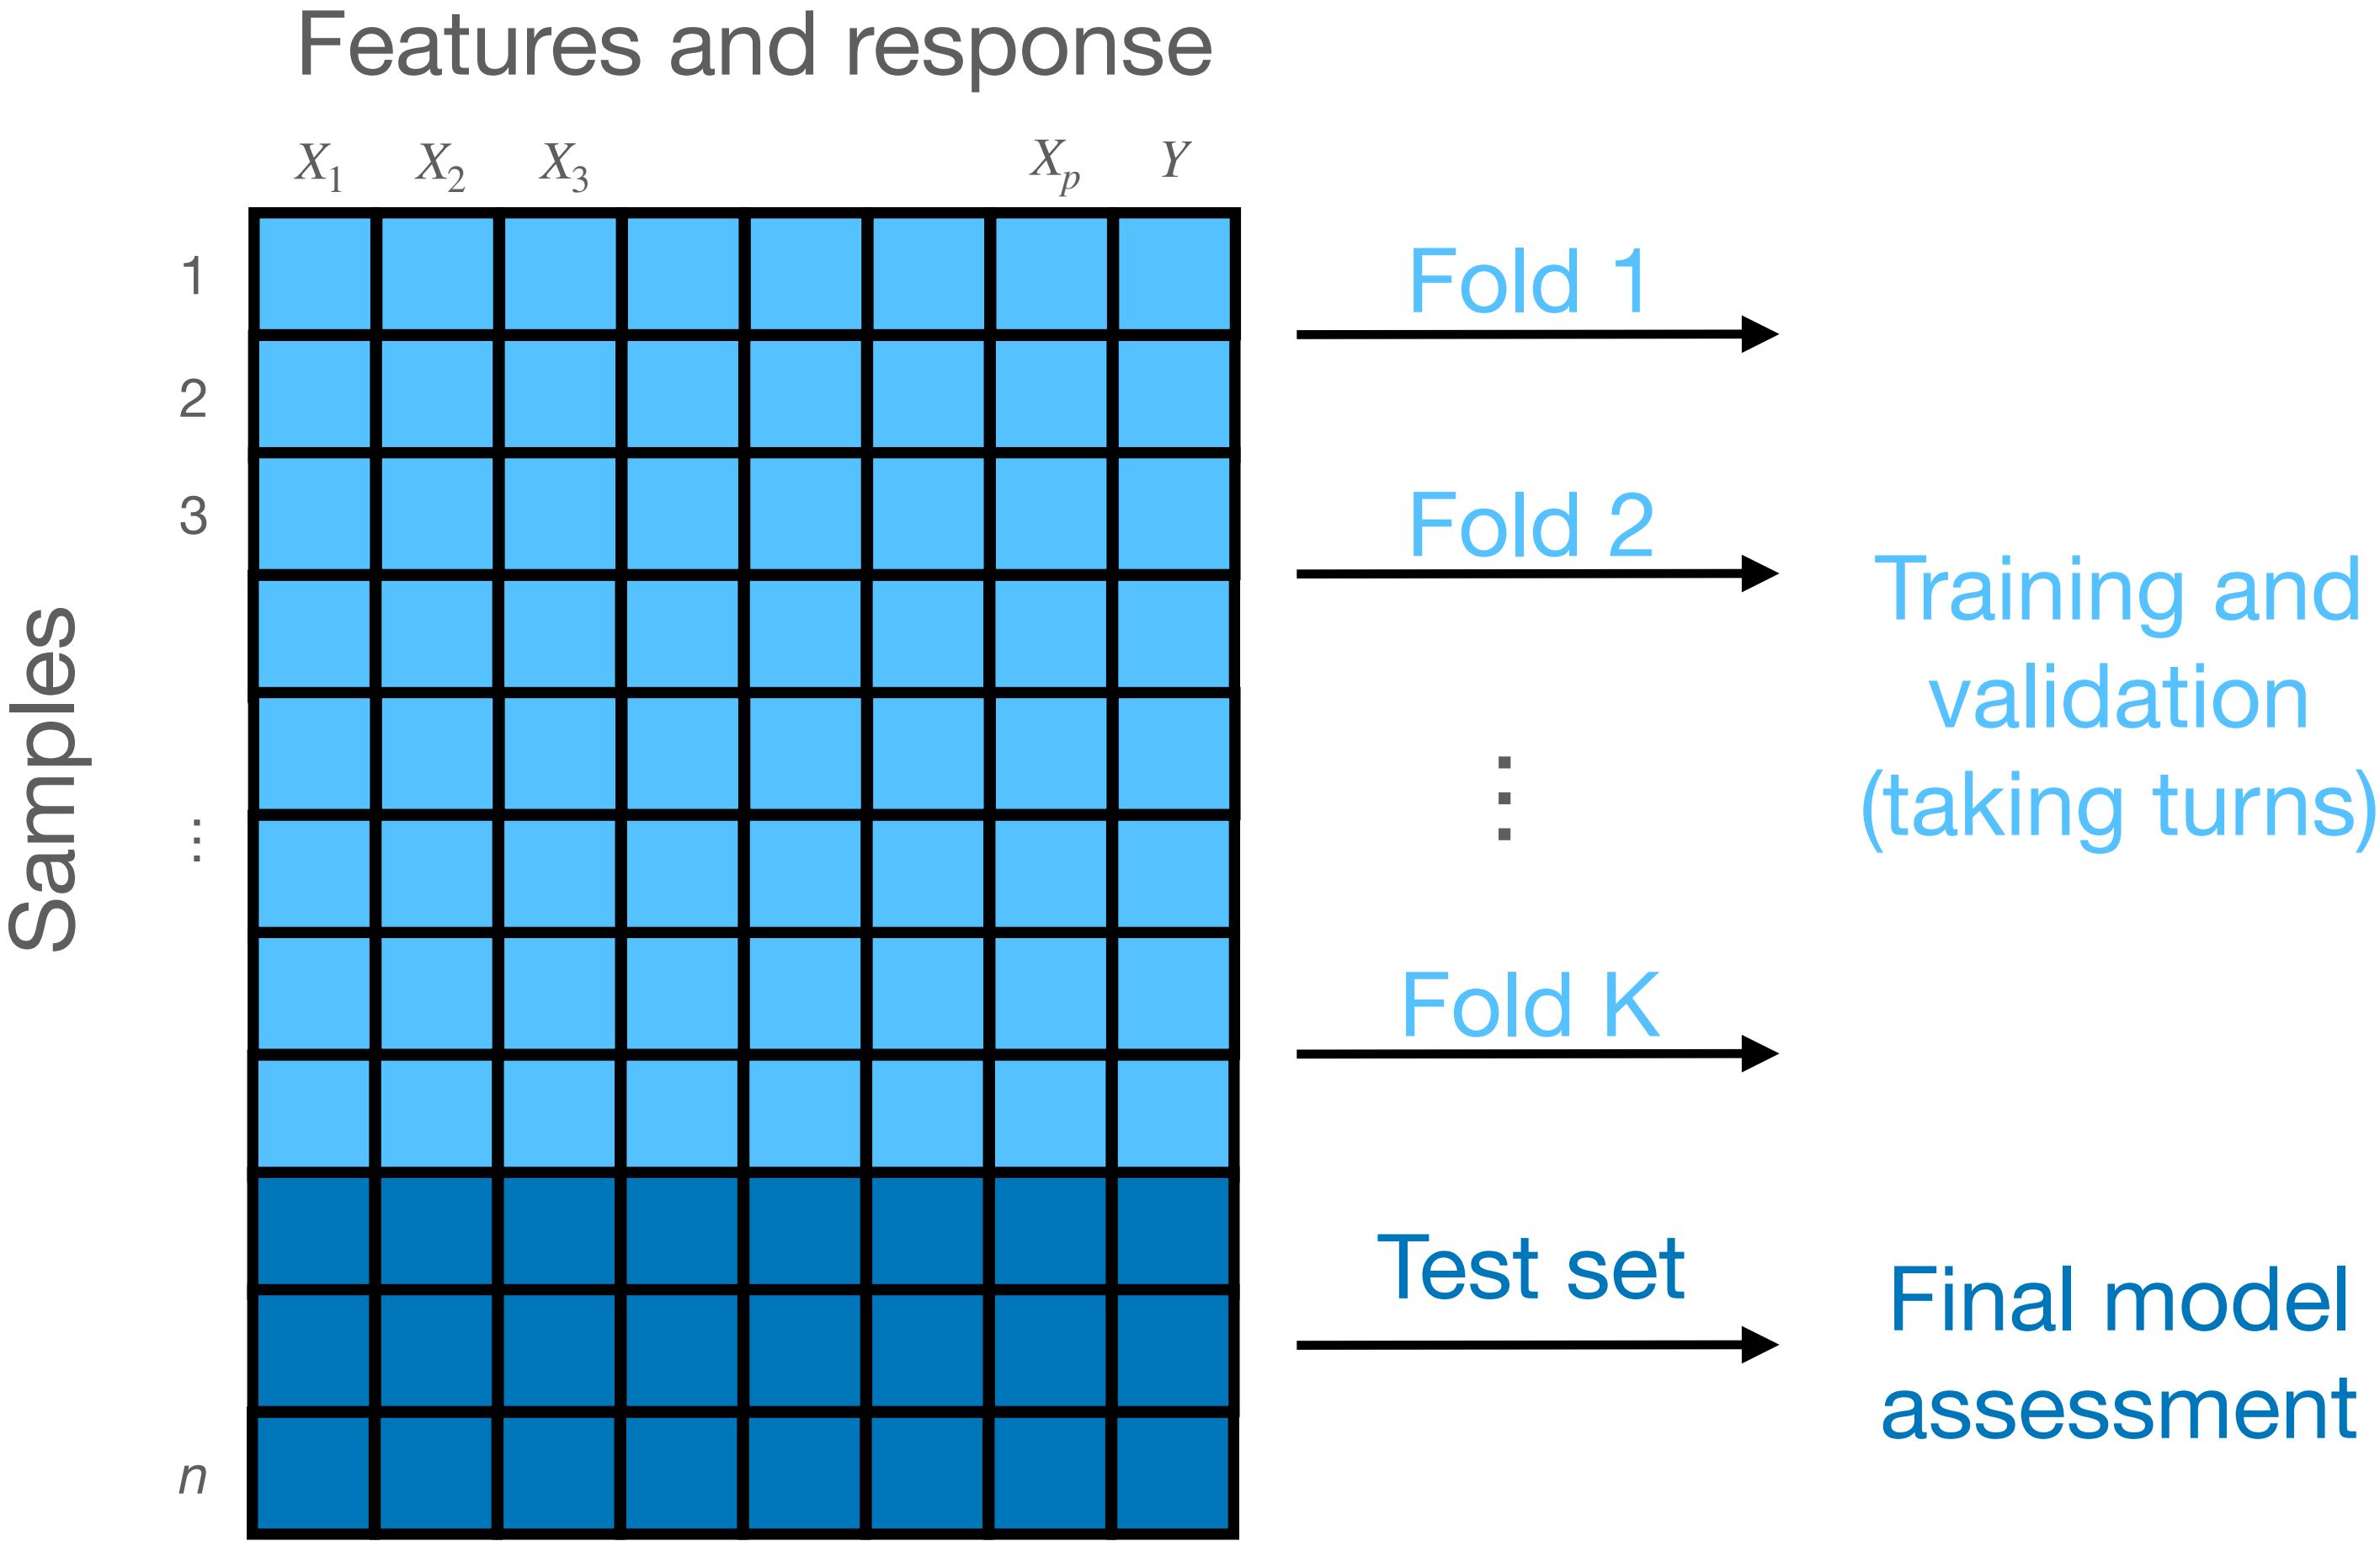 Features and response
X1 X2 X3 Xp Y
Samples
1
2
3
⋮
n
Fold 1
Fold 2
⋮
Fold K
Training and
validation
(taking turns)
Test set
Final model
assessment